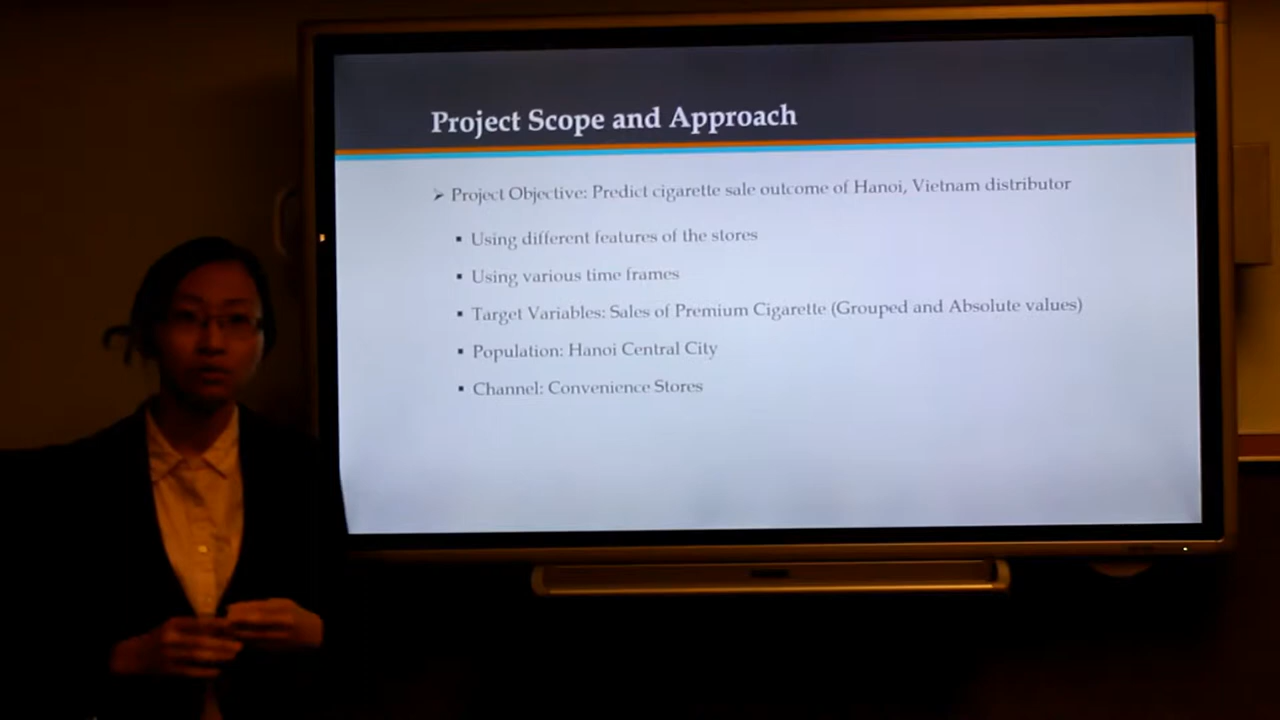 Project Scope and Approach
➢ Project Objective: Predict cigarette sale outcome of Hanoi, Vietnam distributor
▪ Using different features of the stores
▪ Using various time frames
▪ Target Variables: Sales of Premium Cigarette (Grouped and Absolute values)
▪ Population: Hanoi Central City
▪ Channel: Convenience Stores